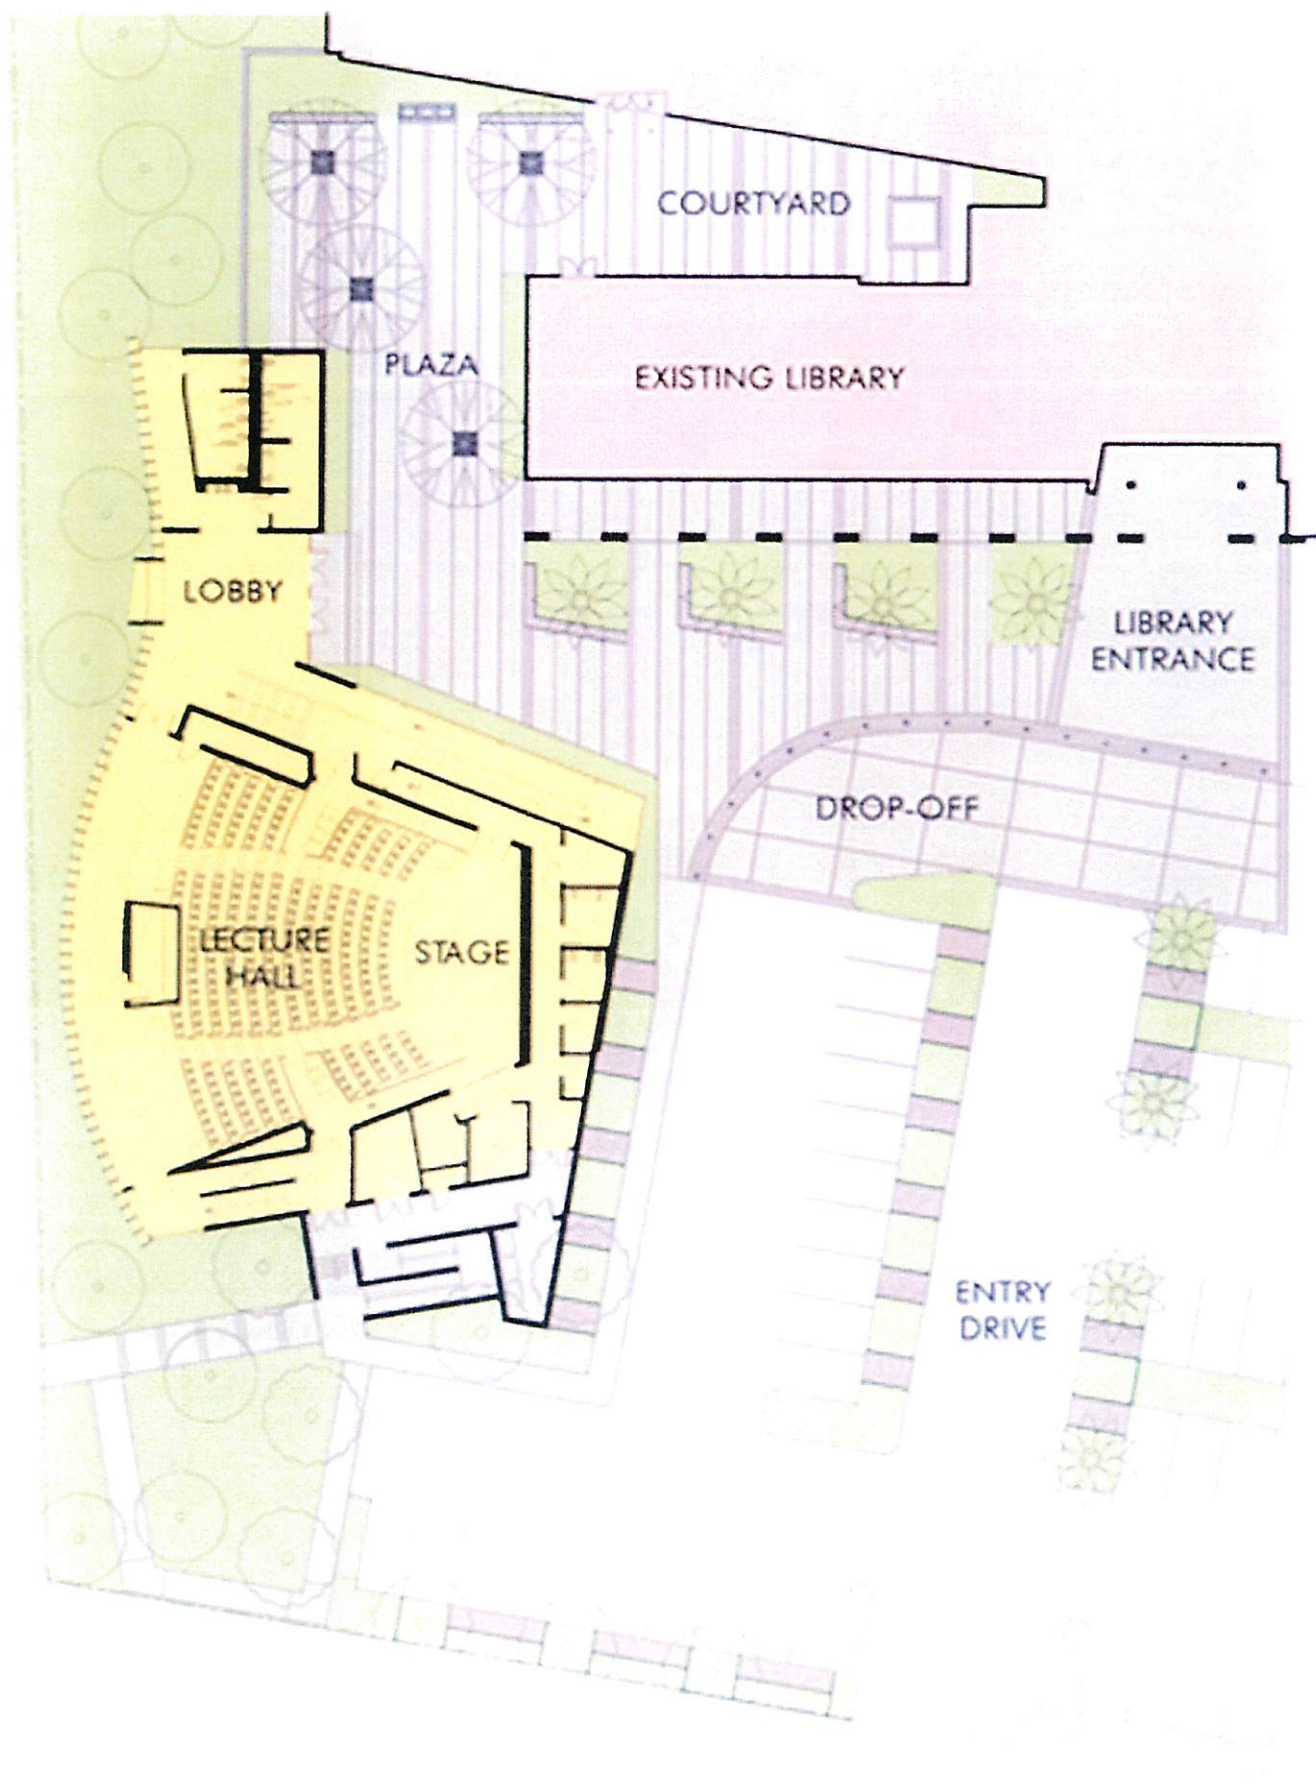 COURTYARD
PLAZA
EXISTING LIBRARY
LOBBY
LIBRARY
ENTRANCE
DROP-OFF
LECTURE
HALL
STAGE
ENTRY
DRIVE